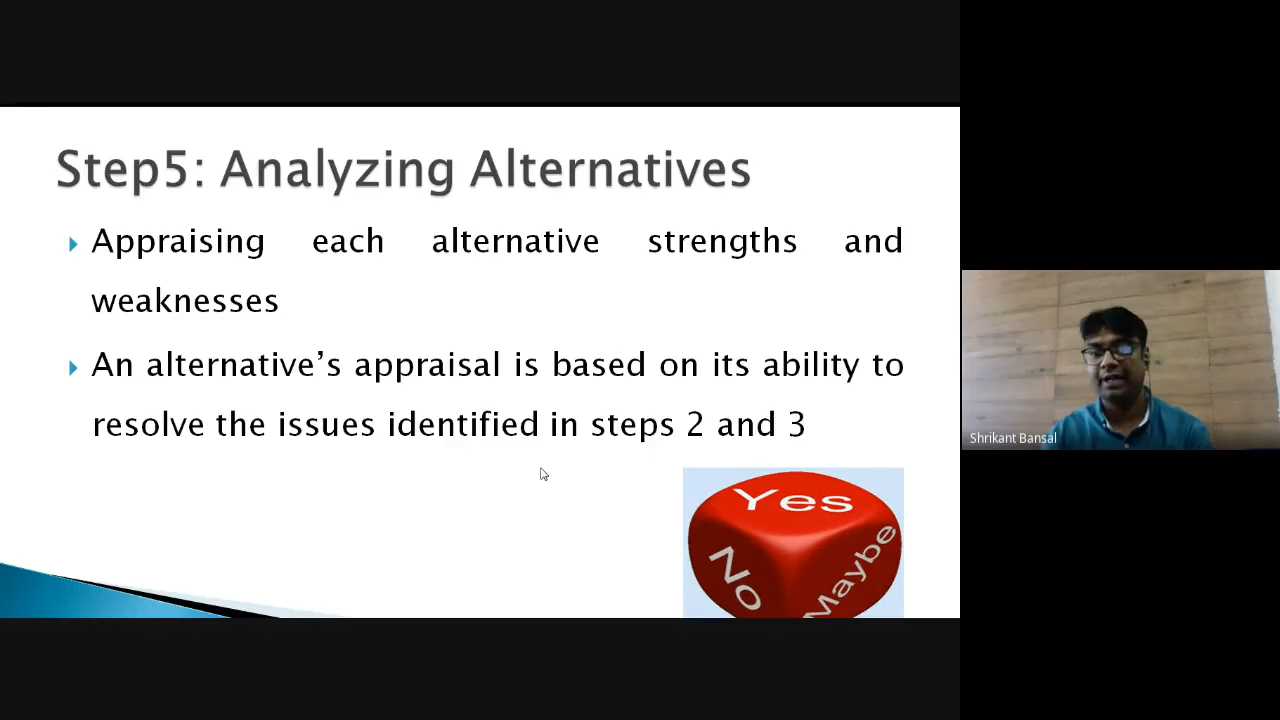 Step5: Analyzing Alternatives
Appraising each alternative strengths and
weaknesses
An alternative’s appraisal is based on its ability to
resolve the issues identified in steps 2 and 3
Yes
No
Maybe
Shrikant Bansal